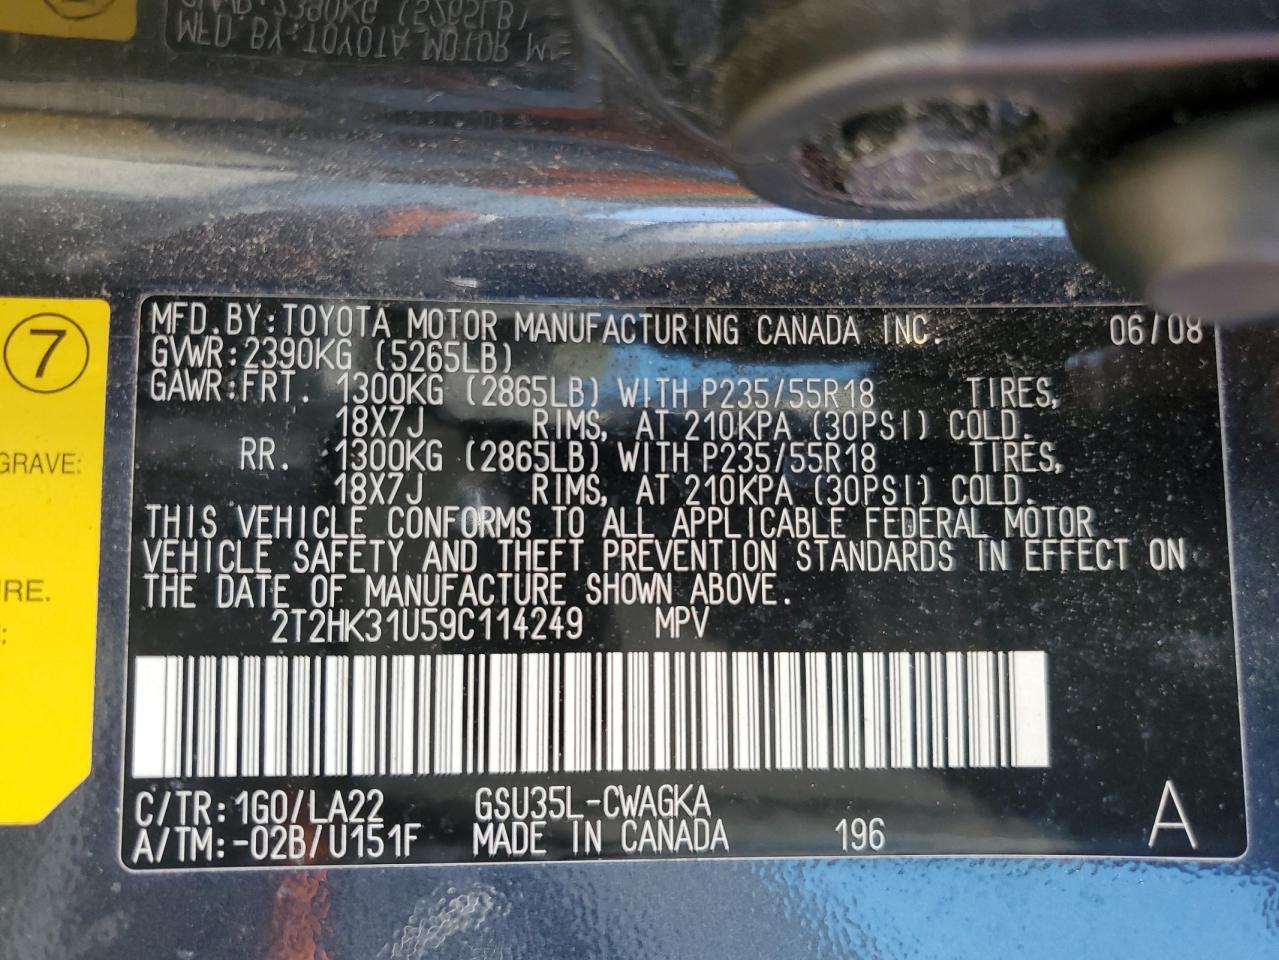 MFD.BY:TOYOTA MOTOR MANUFACTURING CANADA INC. 06/08
GVWR:2390KG (5265LB)
GAWR:FRT. 1300KG (2865LB) WITH P235/55R18 TIRES,
18X7J RIMS, AT 210KPA (30PSI) COLD.
RR. 1300KG (2865LB) WITH P235/55R18 TIRES,
18X7J RIMS, AT 210KPA (30PSI) COLD.
THIS VEHICLE CONFORMS TO ALL APPLICABLE FEDERAL MOTOR
VEHICLE SAFETY AND THEFT PREVENTION STANDARDS IN EFFECT ON
THE DATE OF MANUFACTURE SHOWN ABOVE.
2T2HK31U59C114249 MPV
C/TR:1G0/LA22 GSU35L-CWAGKA
A/TM:-02B/U151F MADE IN CANADA 196 A
7
GRAVE: